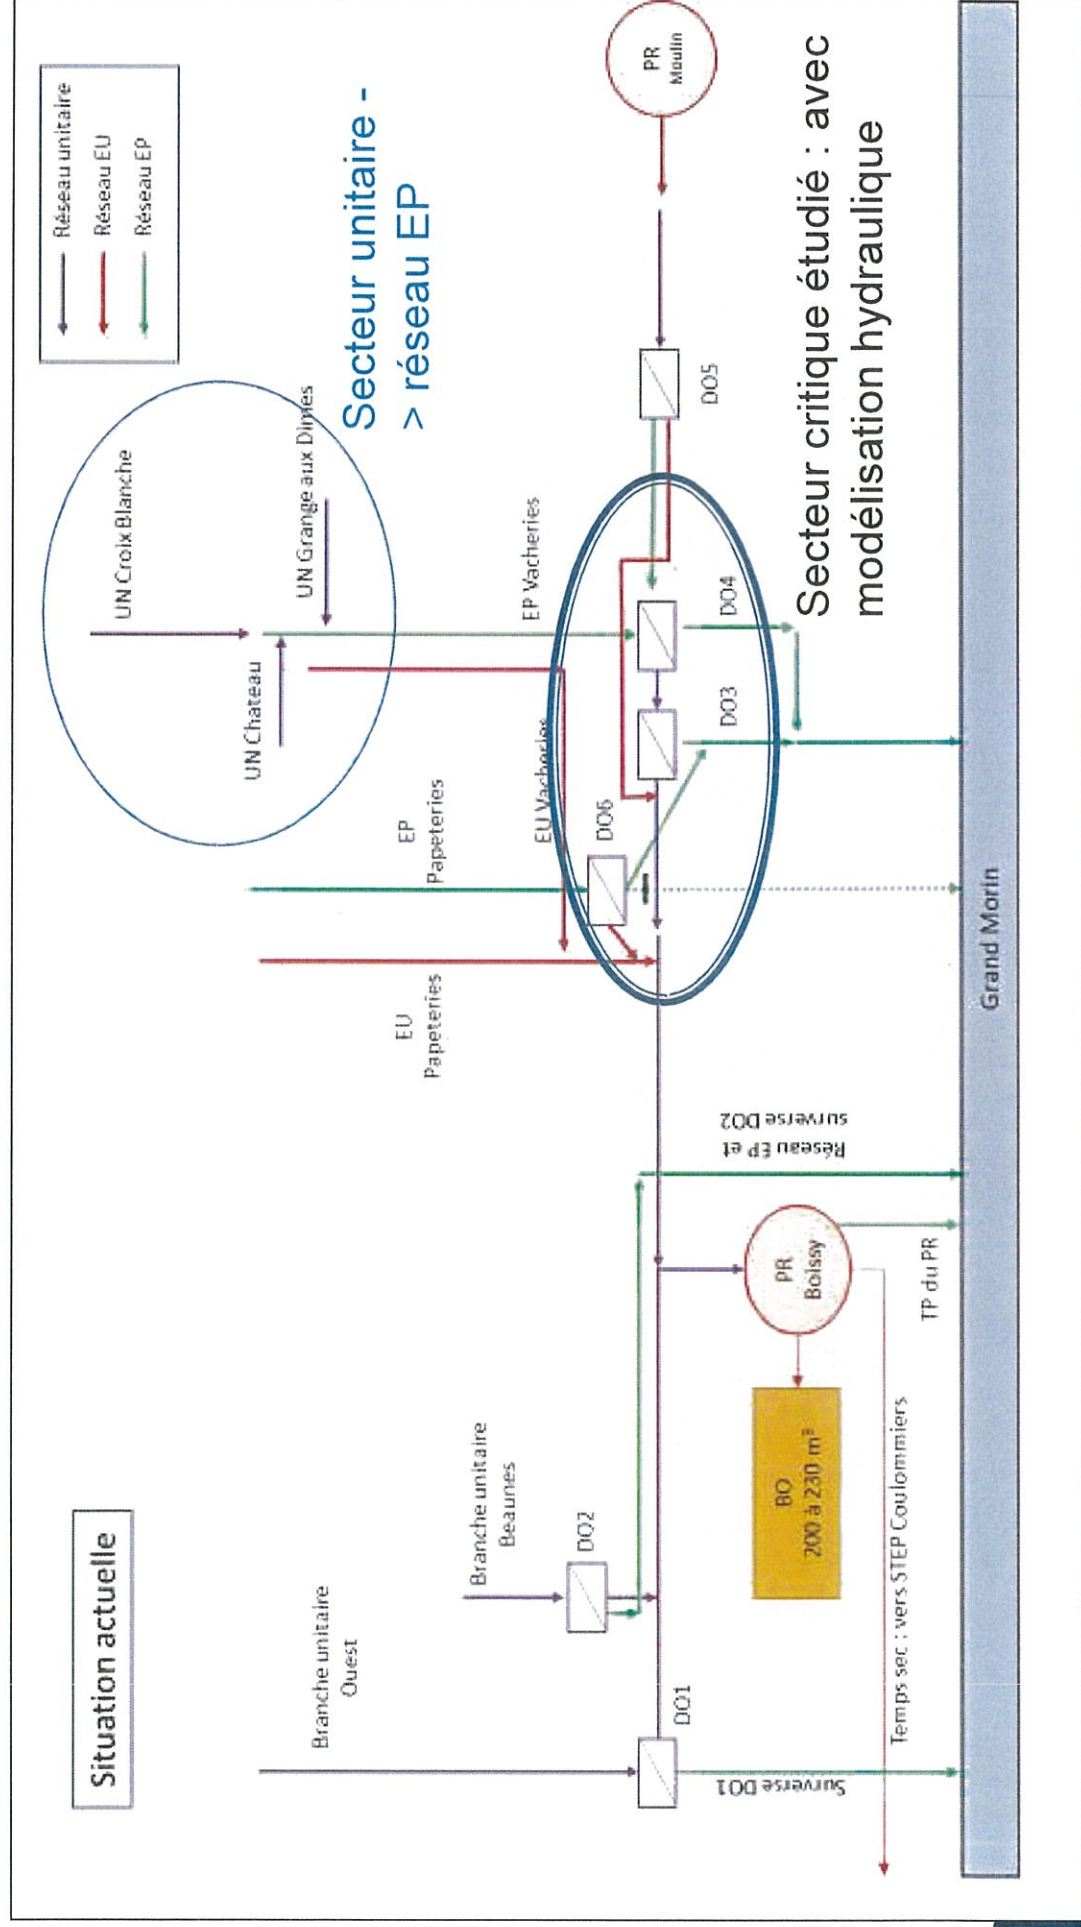 Situation actuelle
Réseau unitaire
Réseau EU
Réseau EP
Branche unitaire
Ouest
Branche unitaire
Beaunes
EU
Papeteries
EP
Papeteries
UN Chateau
UN Croix Blanche
UN Grange aux Dimes
Secteur unitaire -
> réseau EP
EU Vacheries
EP Vacheries
DO1
DO2
DO6
DO3
DO4
DO5
PR
Moulin
Surverse DO1
BO
200 à 230 m³
PR
Boissy
Réseau EP et
surverse DO2
TP du PR
Temps sec : vers STEP Coulommiers
Secteur critique étudié : avec
modélisation hydraulique
Grand Morin